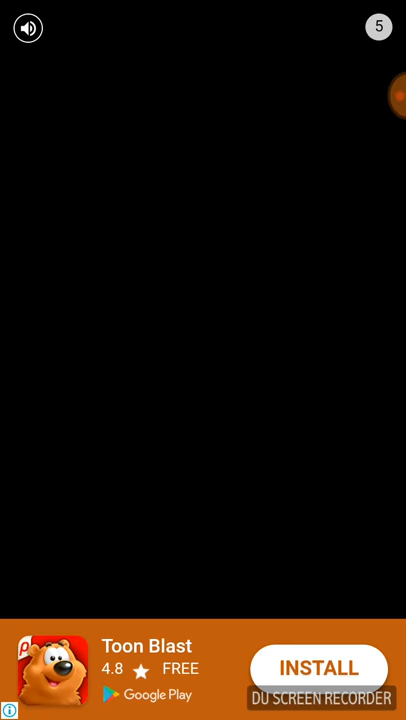 5
Toon Blast
4.8 FREE
Google Play
INSTALL
DU SCREEN RECORDER